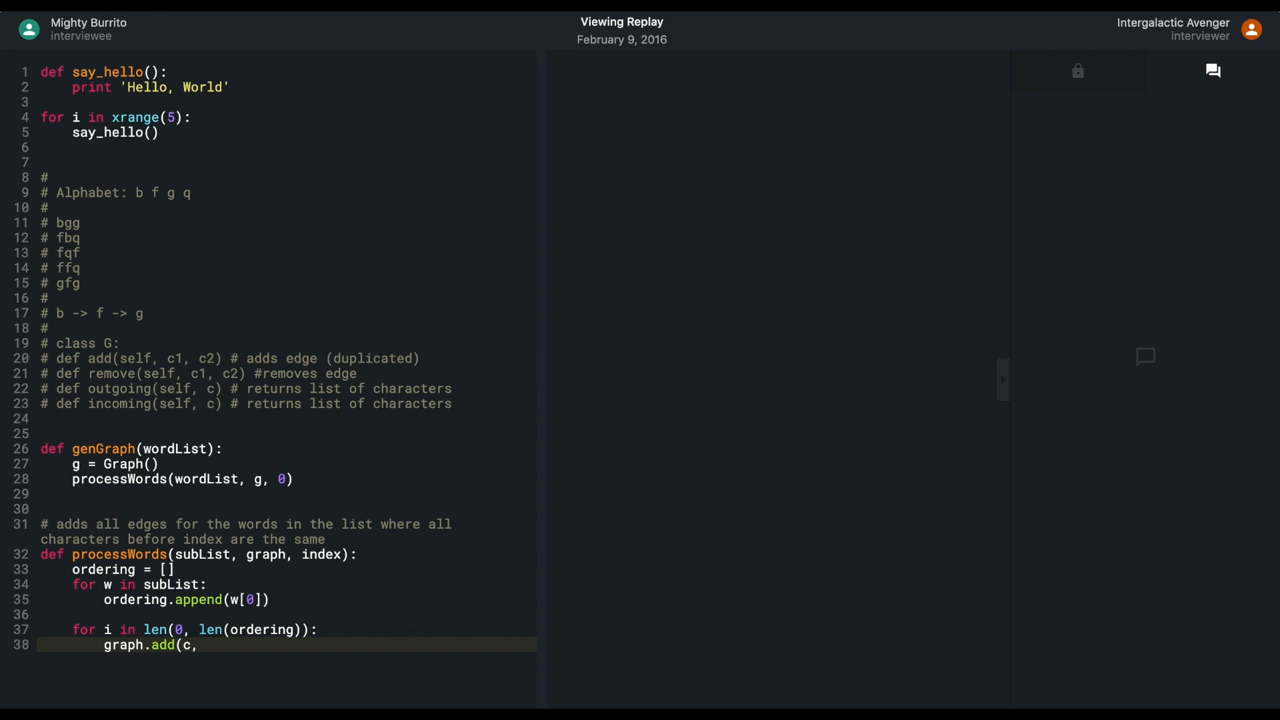 Mighty Burrito
interviewee
Viewing Replay
February 9, 2016
Intergalactic Avenger
interviewer
1 def say_hello():
2     print 'Hello, World'
3
4 for i in xrange(5):
5     say_hello()
6
7
8 #
9 # Alphabet: b f g q
10 #
11 # bgg
12 # fbq
13 # fqf
14 # ffq
15 # gfg
16 #
17 # b -> f -> g
18 #
19 # class G:
20 # def add(self, c1, c2) # adds edge (duplicated)
21 # def remove(self, c1, c2) #removes edge
22 # def outgoing(self, c) # returns list of characters
23 # def incoming(self, c) # returns list of characters
24
25
26 def genGraph(wordList):
27     g = Graph()
28     processWords(wordList, g, 0)
29
30
31 # adds all edges for the words in the list where all
characters before index are the same
32 def processWords(subList, graph, index):
33     ordering = []
34     for w in subList:
35         ordering.append(w[0])
36
37     for i in len(0, len(ordering)):
38         graph.add(c,